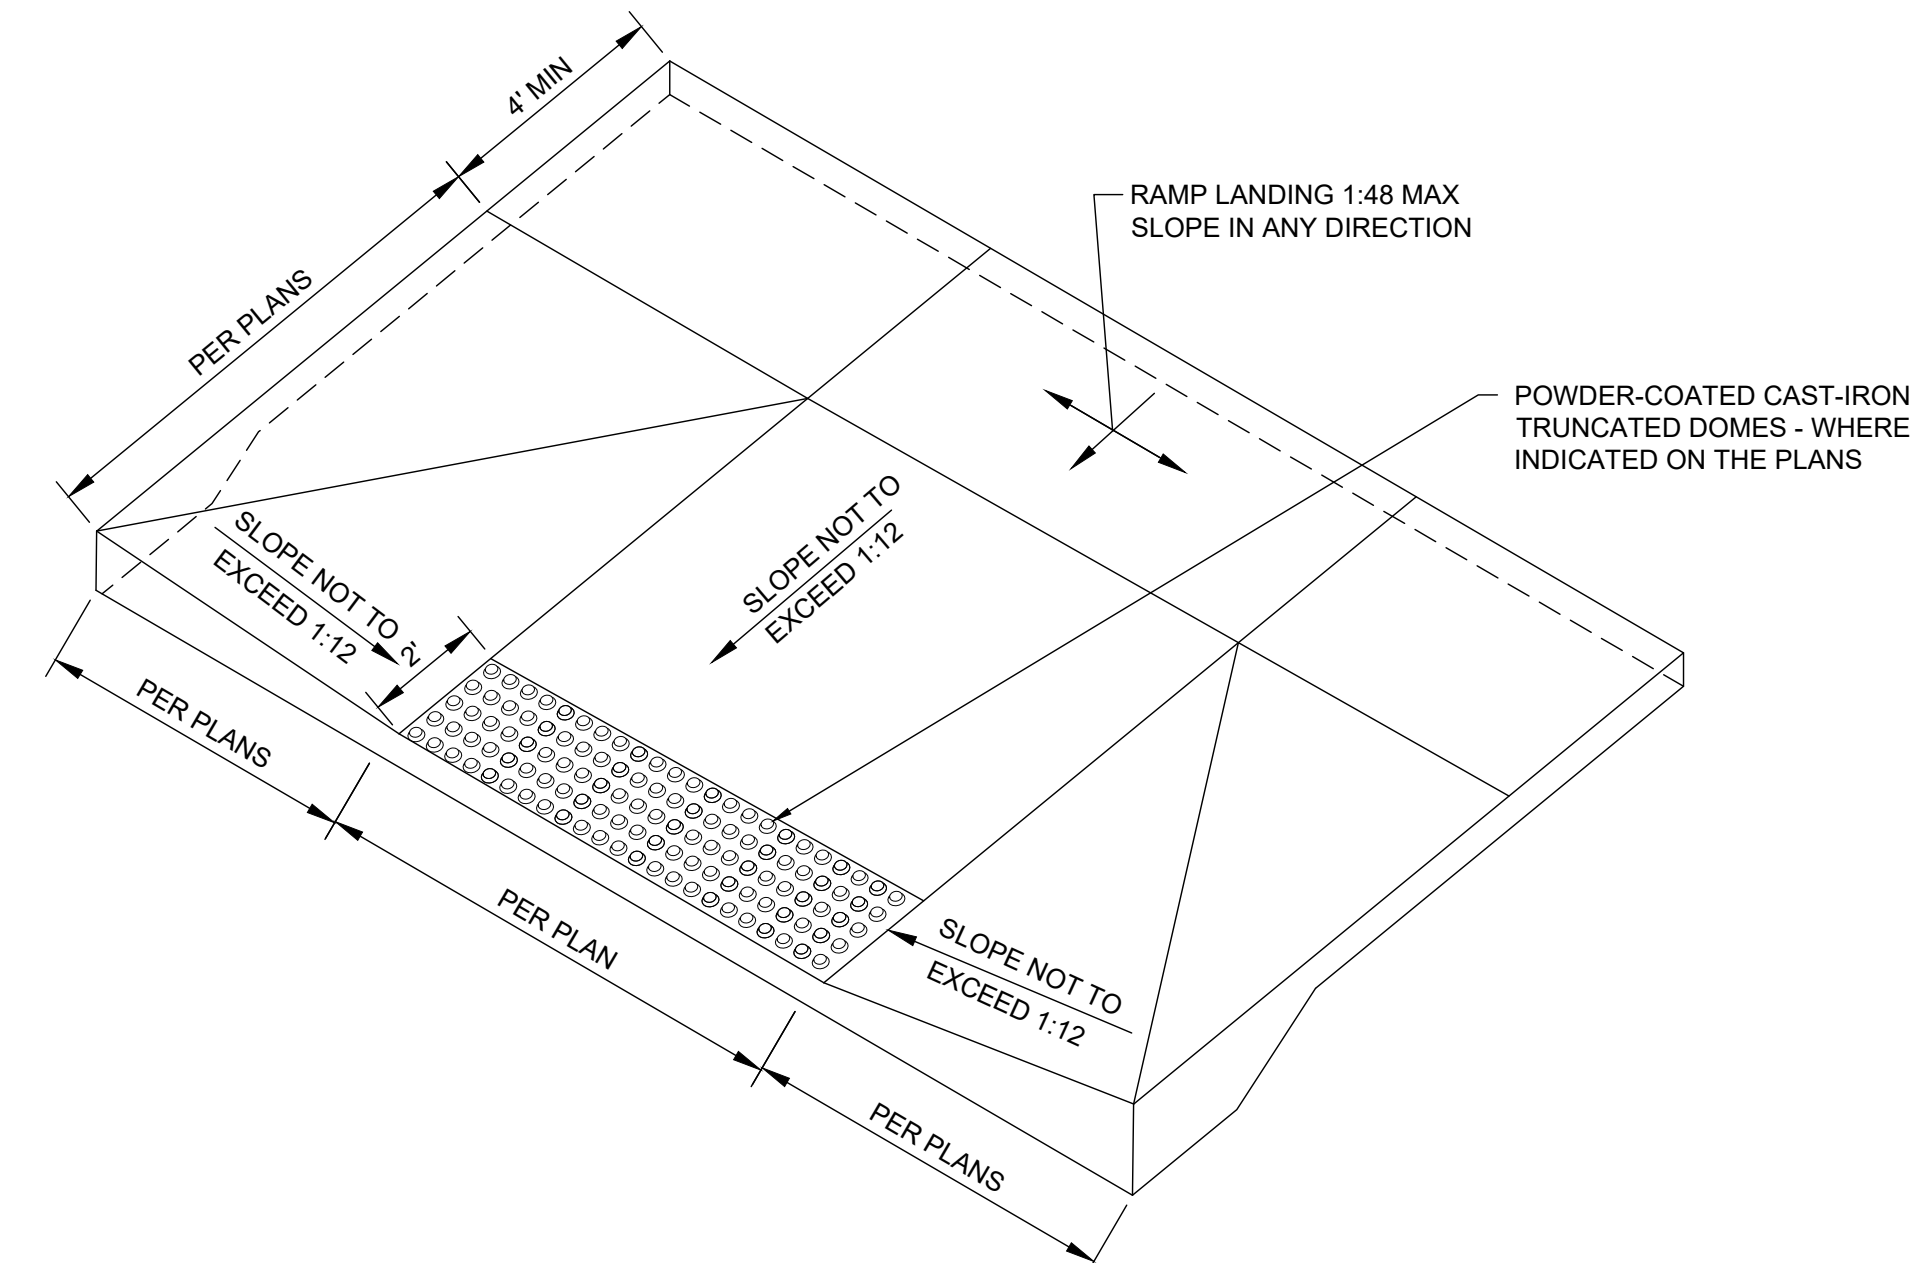 4' MIN
RAMP LANDING 1:48 MAX
SLOPE IN ANY DIRECTION
PER PLANS
POWDER-COATED CAST-IRON
TRUNCATED DOMES - WHERE
INDICATED ON THE PLANS
SLOPE NOT TO
EXCEED 1:12
SLOPE NOT TO
EXCEED 1:12
2'
PER PLANS
PER PLAN
SLOPE NOT TO
EXCEED 1:12
PER PLANS